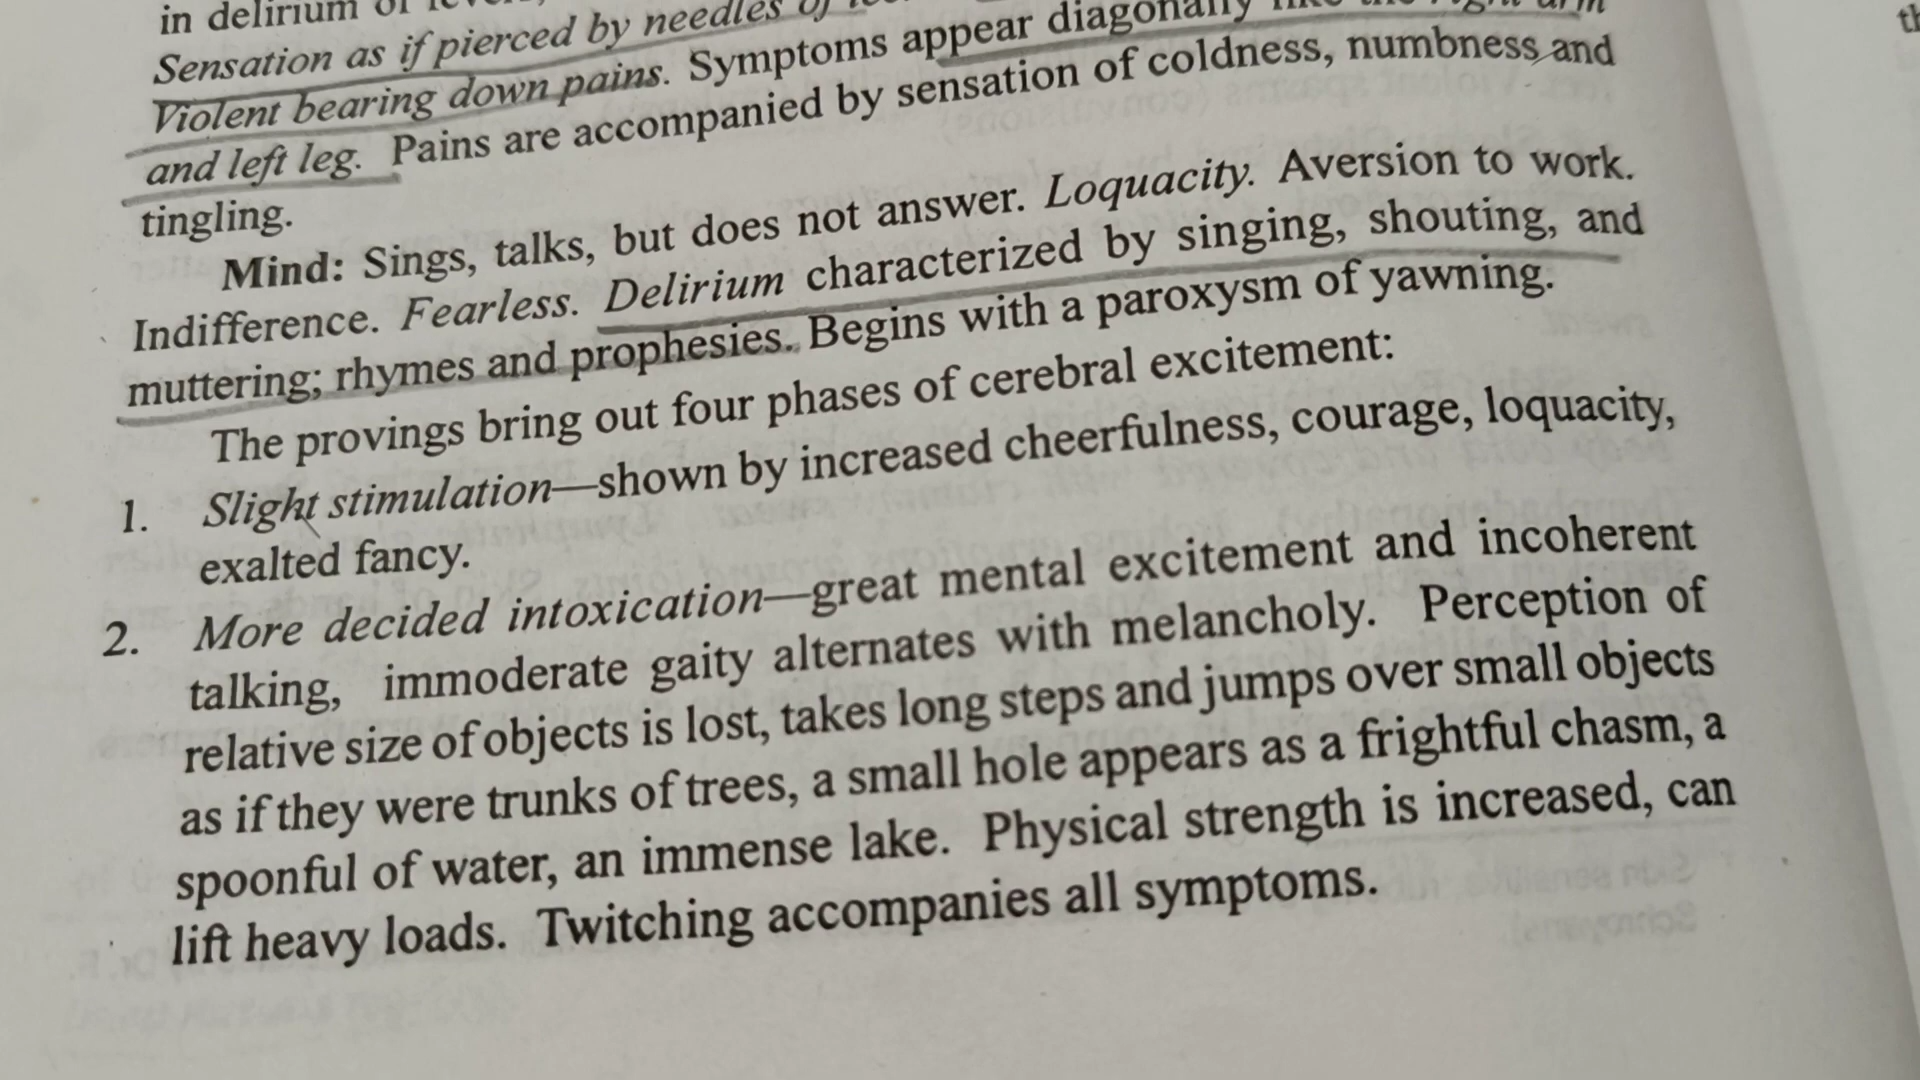 in delirium
Sensation as if pierced by needles of
Violent bearing down pains. Symptoms appear diagonally like the right arm
and left leg. Pains are accompanied by sensation of coldness, numbness and
tingling.
Mind: Sings, talks, but does not answer. Loquacity. Aversion to work.
Indifference. Fearless. Delirium characterized by singing, shouting, and
muttering; rhymes and prophesies. Begins with a paroxysm of yawning.
The provings bring out four phases of cerebral excitement:
1. Slight stimulation—shown by increased cheerfulness, courage, loquacity,
exalted fancy.
2. More decided intoxication—great mental excitement and incoherent
talking, immoderate gaity alternates with melancholy. Perception of
relative size of objects is lost, takes long steps and jumps over small objects
as if they were trunks of trees, a small hole appears as a frightful chasm, a
spoonful of water, an immense lake. Physical strength is increased, can
lift heavy loads. Twitching accompanies all symptoms.